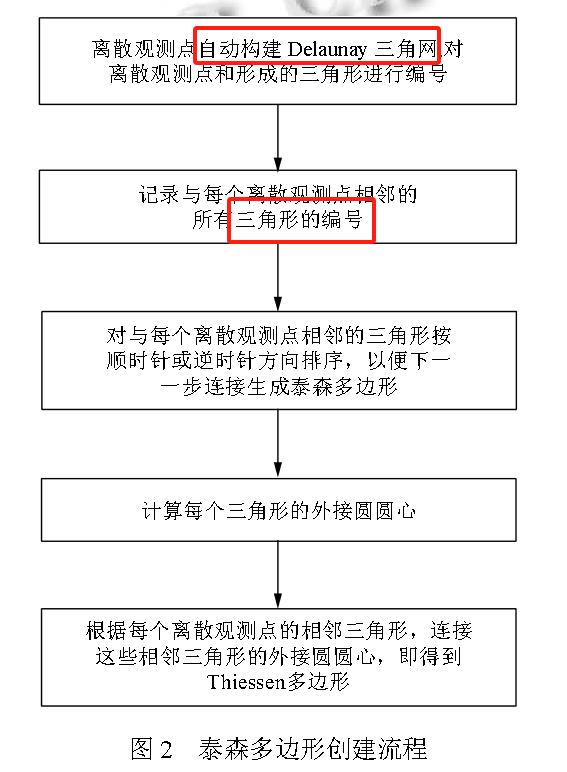 离散观测点自动构建 Delaunay 三角网,对
离散观测点和形成的三角形进行编号
记录与每个离散观测点相邻的
所有三角形的编号
对与每个离散观测点相邻的三角形按
顺时针或逆时针方向排序，以便下一
一步连接生成泰森多边形
计算每个三角形的外接圆圆心
根据每个离散观测点的相邻三角形，连接
这些相邻三角形的外接圆圆心，即得到
Thiessen多边形
图 2　泰森多边形创建流程